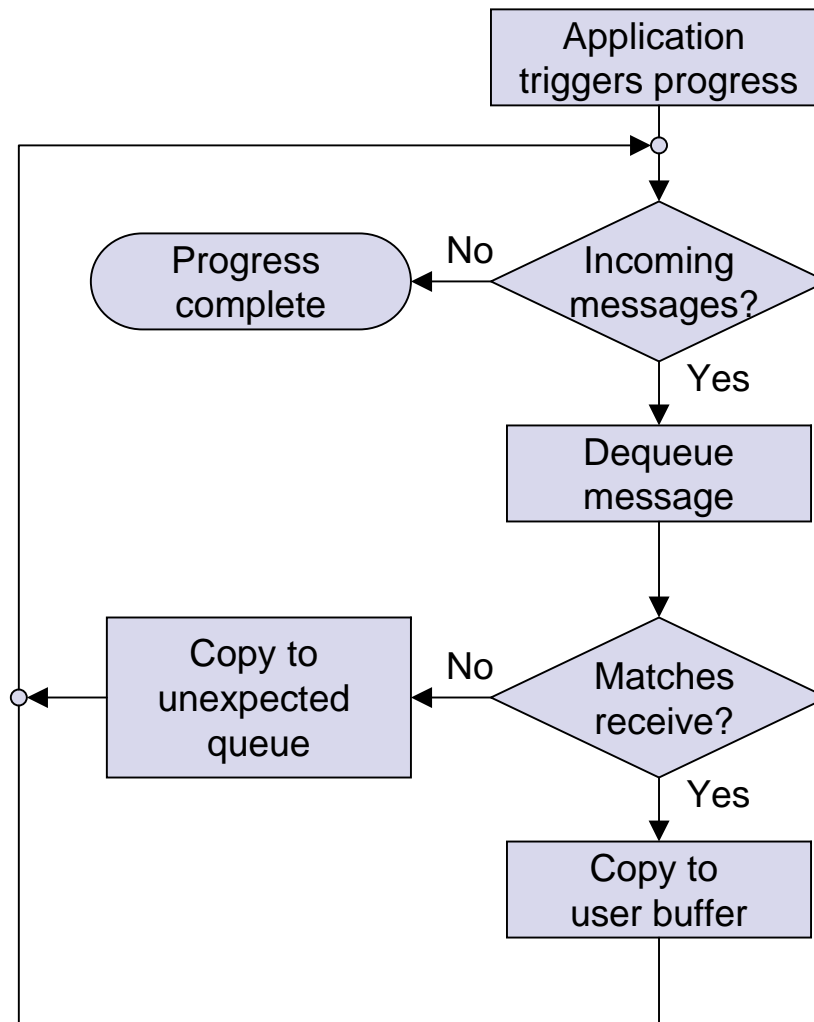 Application
triggers progress
No
Incoming
messages?
Progress
complete
Yes
Dequeue
message
No
Matches
receive?
Copy to
unexpected
queue
Yes
Copy to
user buffer